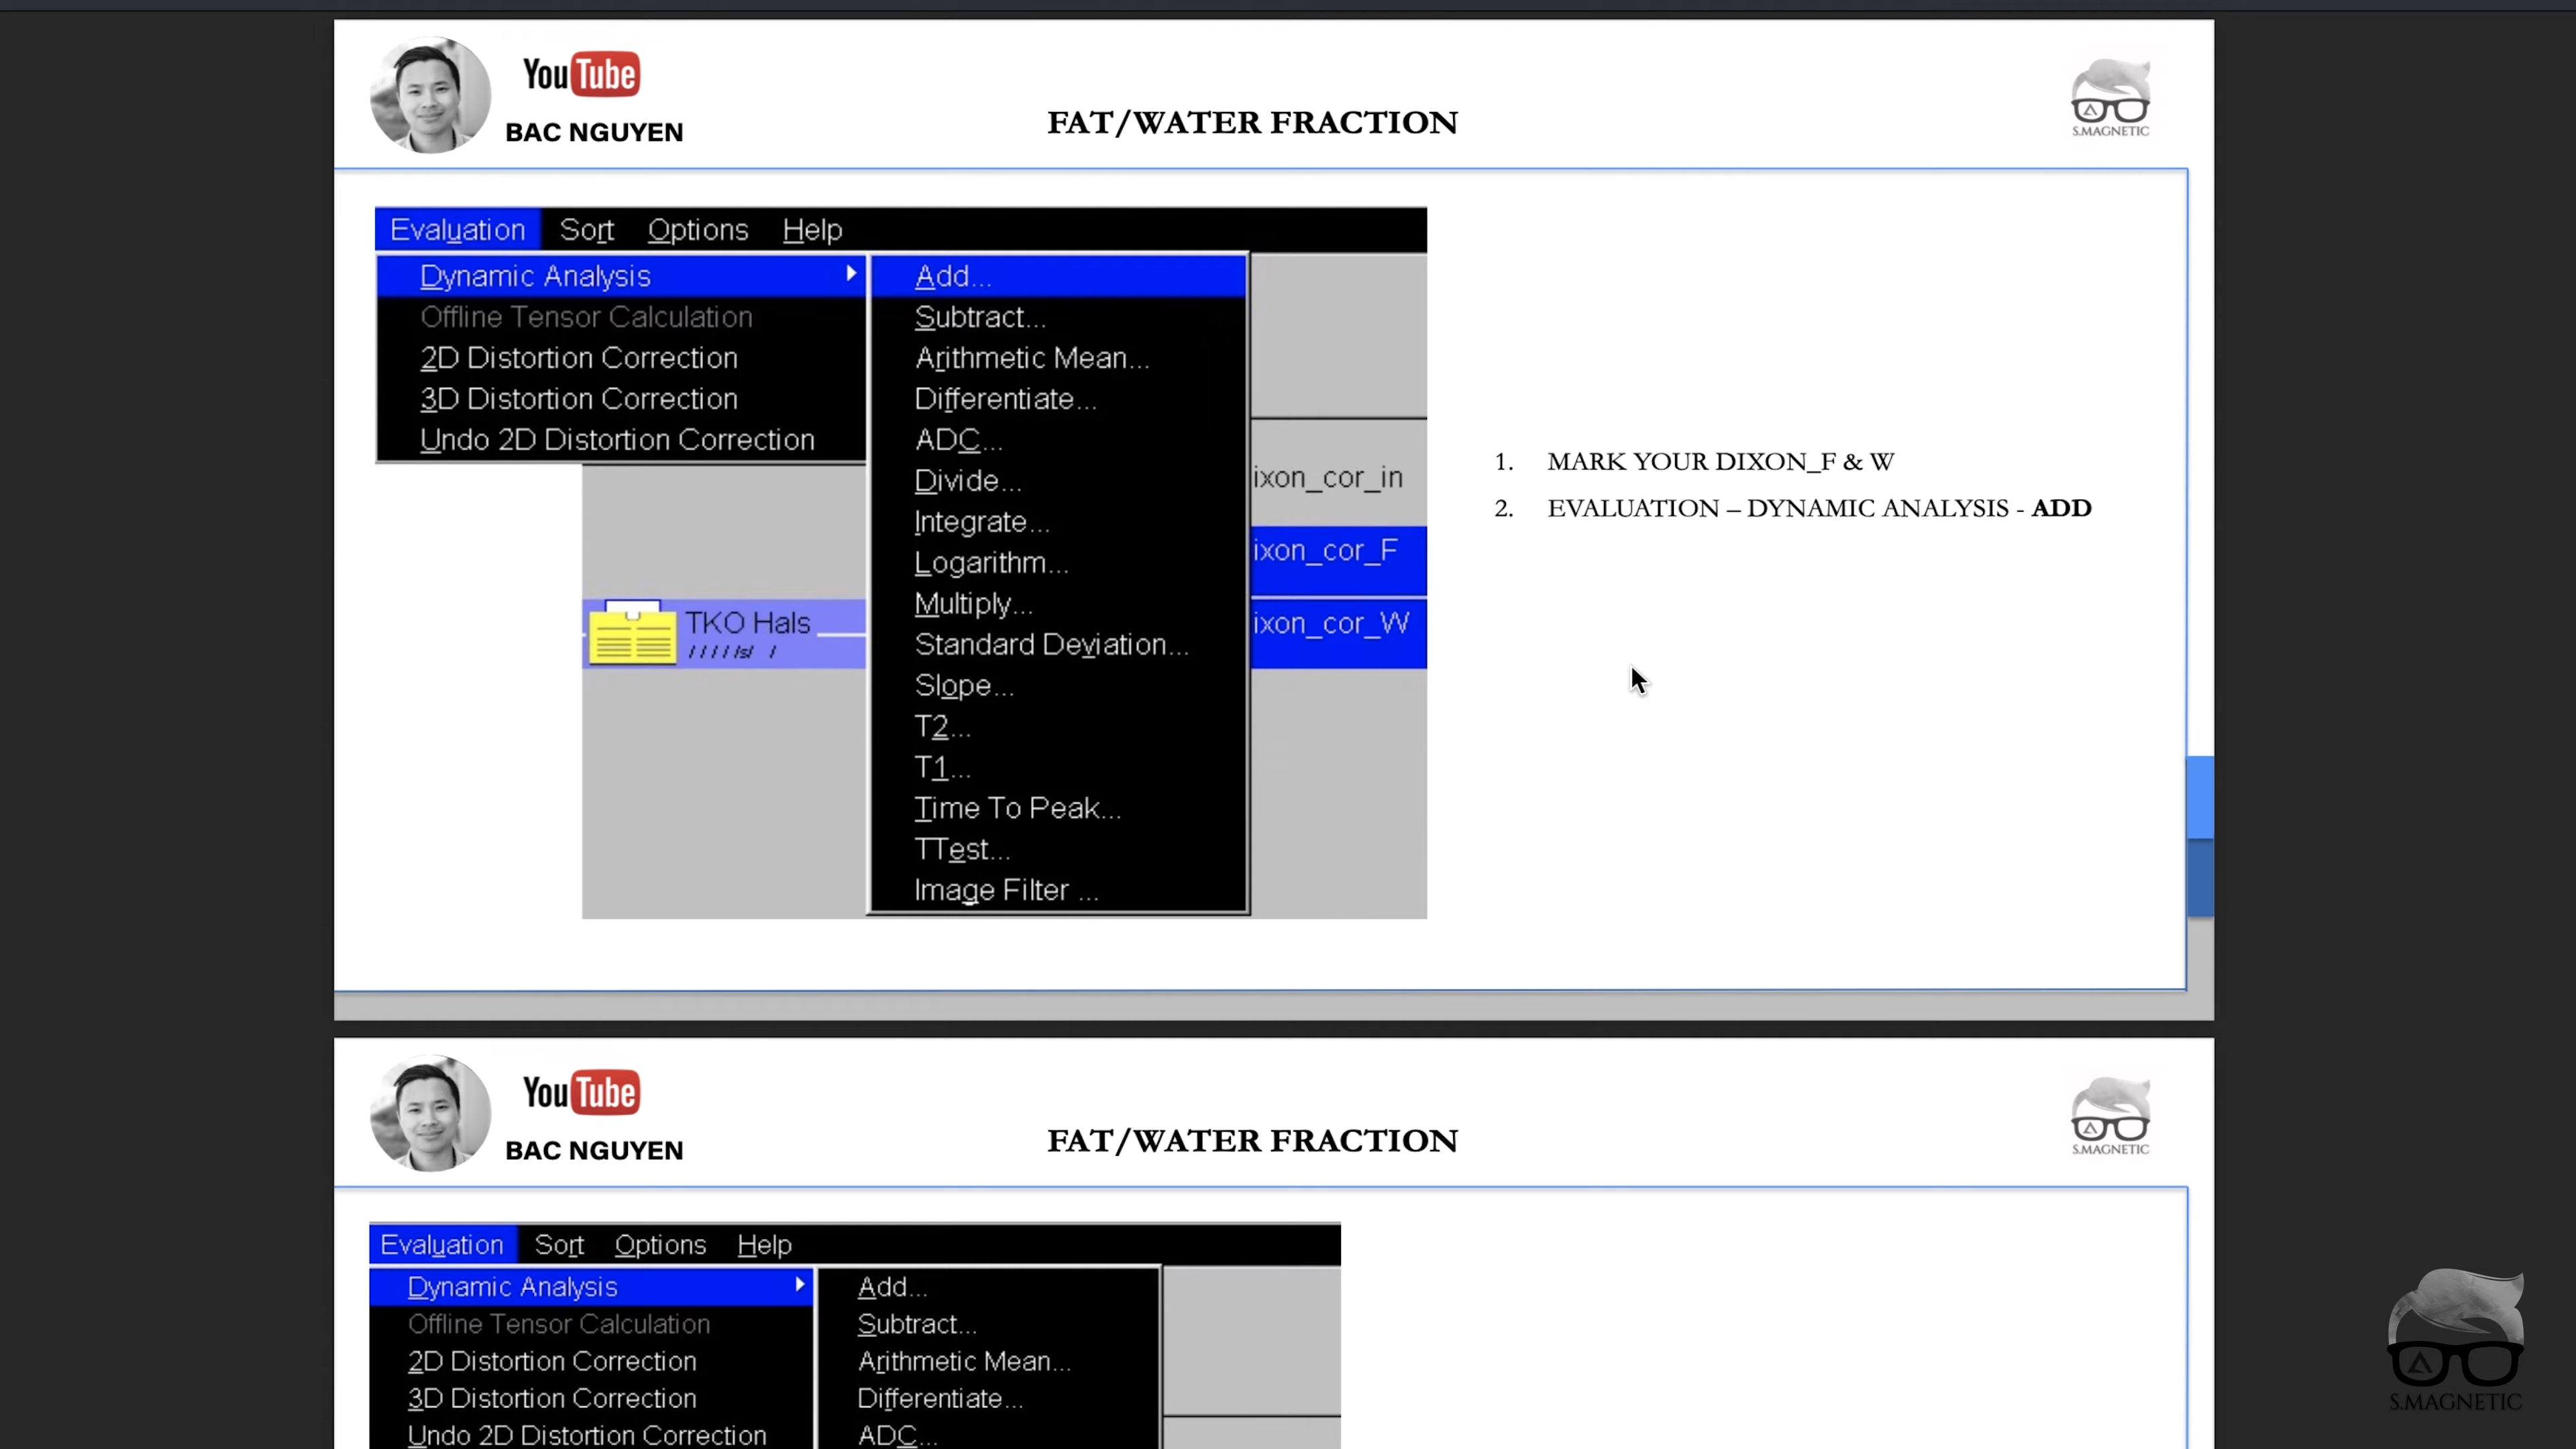 YouTube
BAC NGUYEN
FAT/WATER FRACTION
S.MAGNETIC
Evaluation Sort Options Help
Dynamic Analysis
Offline Tensor Calculation
2D Distortion Correction
3D Distortion Correction
Undo 2D Distortion Correction
Add...
Subtract...
Arithmetic Mean...
Differentiate...
ADC...
Divide...
Integrate...
Logarithm...
Multiply...
Standard Deviation...
Slope...
T2...
T1...
Time To Peak...
TTest...
Image Filter ...
TKO Hals
ixon_cor_in
ixon_cor_F
ixon_cor_W
1. MARK YOUR DIXON_F & W
2. EVALUATION – DYNAMIC ANALYSIS - ADD
YouTube
BAC NGUYEN
FAT/WATER FRACTION
S.MAGNETIC
Evaluation Sort Options Help
Dynamic Analysis
Offline Tensor Calculation
2D Distortion Correction
3D Distortion Correction
Undo 2D Distortion Correction
Add...
Subtract...
Arithmetic Mean...
Differentiate...
ADC...
S.MAGNETIC